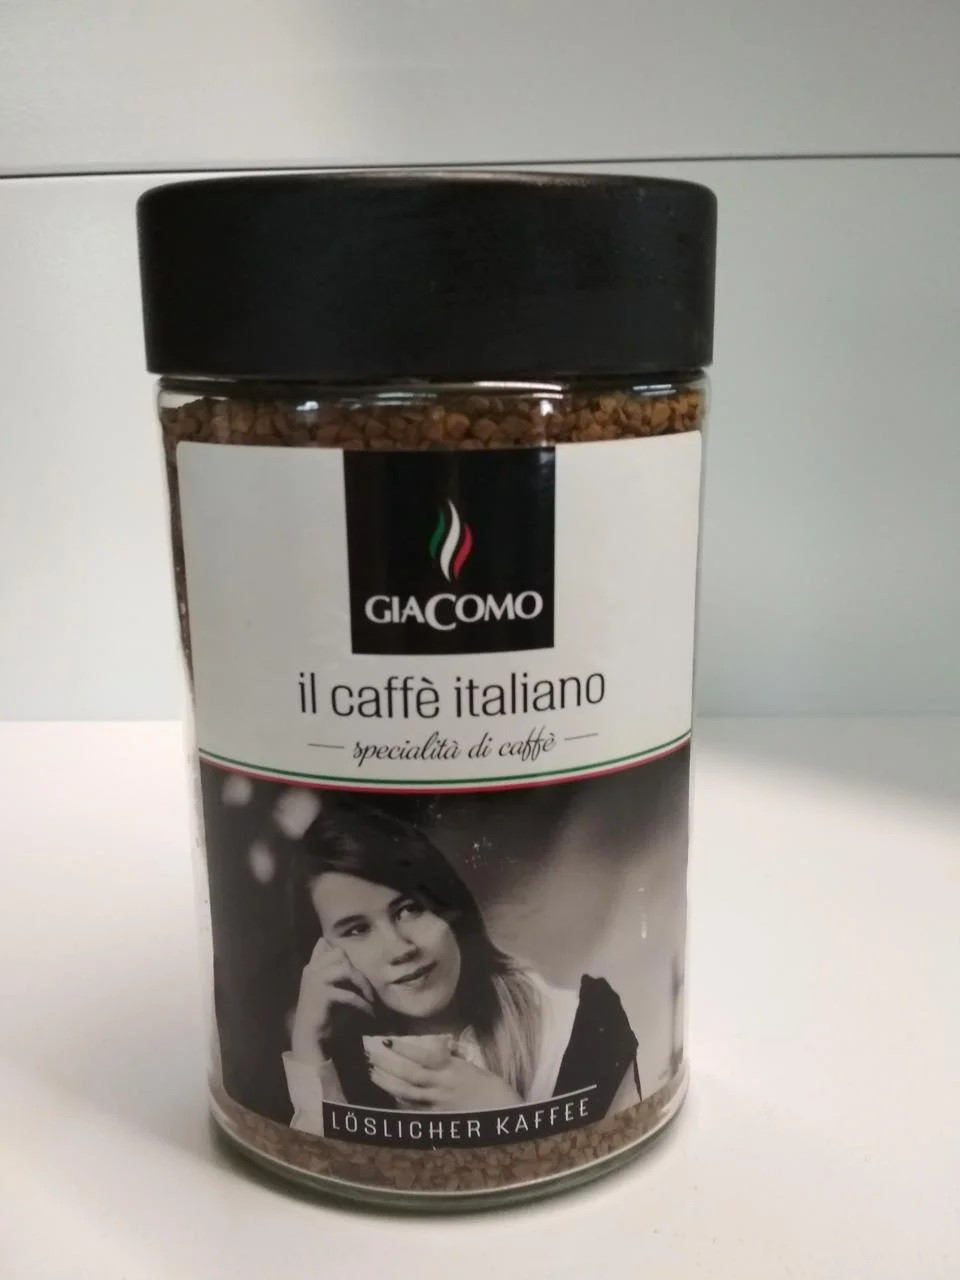 GIACOMO
il caffè italiano
specialità di caffè
LÖSLICHER KAFFEE